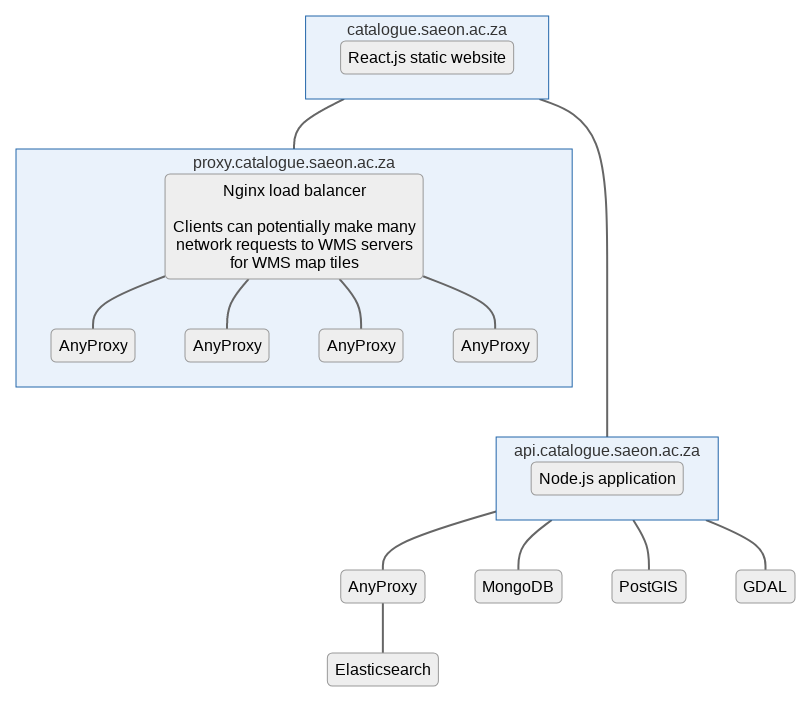 catalogue.saeon.ac.za
React.js static website
proxy.catalogue.saeon.ac.za
Nginx load balancer
Clients can potentially make many
network requests to WMS servers
for WMS map tiles
AnyProxy
AnyProxy
AnyProxy
AnyProxy
api.catalogue.saeon.ac.za
Node.js application
AnyProxy
MongoDB
PostGIS
GDAL
Elasticsearch